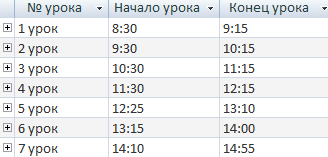 № урока Начало урока Конец урока
1 урок 8:30 9:15
2 урок 9:30 10:15
3 урок 10:30 11:15
4 урок 11:30 12:15
5 урок 12:25 13:10
6 урок 13:15 14:00
7 урок 14:10 14:55